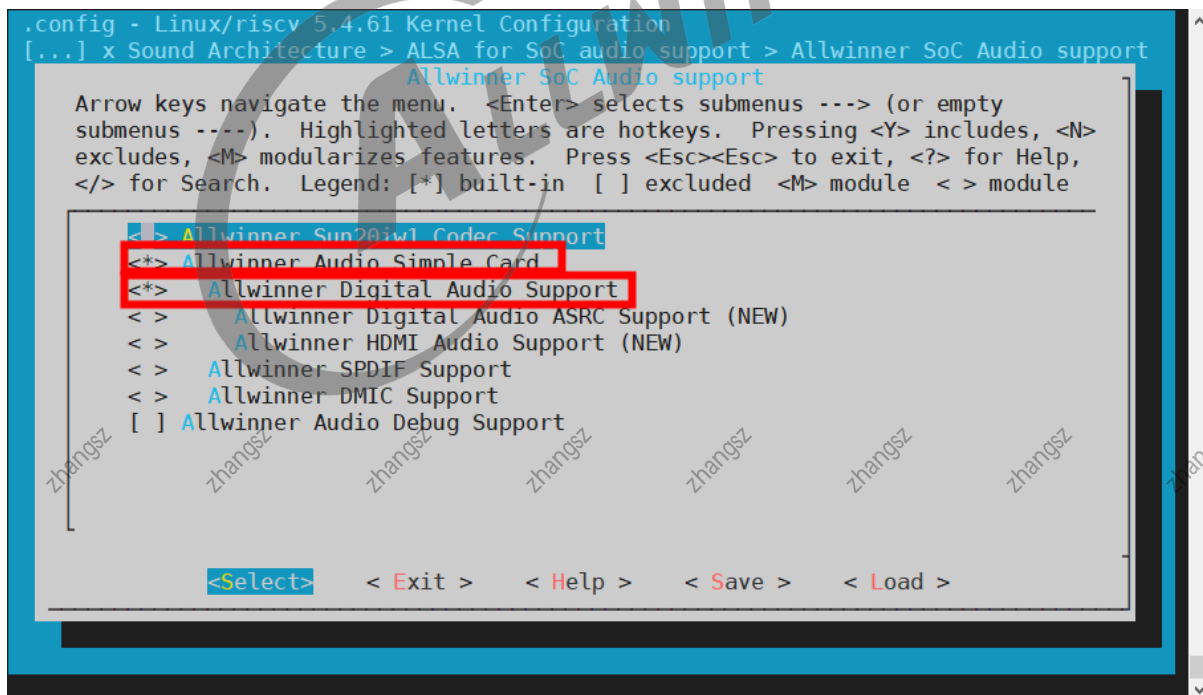 .config - Linux/riscv 5.4.61 Kernel Configuration
[...] x Sound Architecture > ALSA for SoC audio support > Allwinner SoC Audio support
Allwinner SoC Audio support
Arrow keys navigate the menu.  <Enter> selects submenus ---> (or empty
submenus ----).  Highlighted letters are hotkeys.  Pressing <Y> includes, <N>
excludes, <M> modularizes features.  Press <Esc><Esc> to exit, <?> for Help,
</> for Search.  Legend: [*] built-in  [ ] excluded  <M> module  < > module
< > Allwinner Sun20iw1 Codec Support
<*> Allwinner Audio Simple Card
<*>   Allwinner Digital Audio Support
< >     Allwinner Digital Audio ASRC Support (NEW)
< >     Allwinner HDMI Audio Support (NEW)
< >   Allwinner SPDIF Support
< >   Allwinner DMIC Support
[ ] Allwinner Audio Debug Support
zhangsz zhangsz zhangsz zhangsz zhangsz zhangsz zhangsz
<Select>    < Exit >    < Help >    < Save >    < Load >